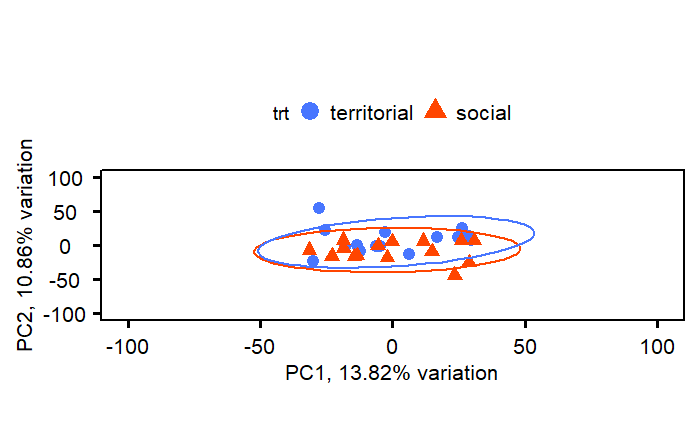 trt territorial social
PC2, 10.86% variation
100
50
0
-50
-100
-100 -50 0 50 100
PC1, 13.82% variation